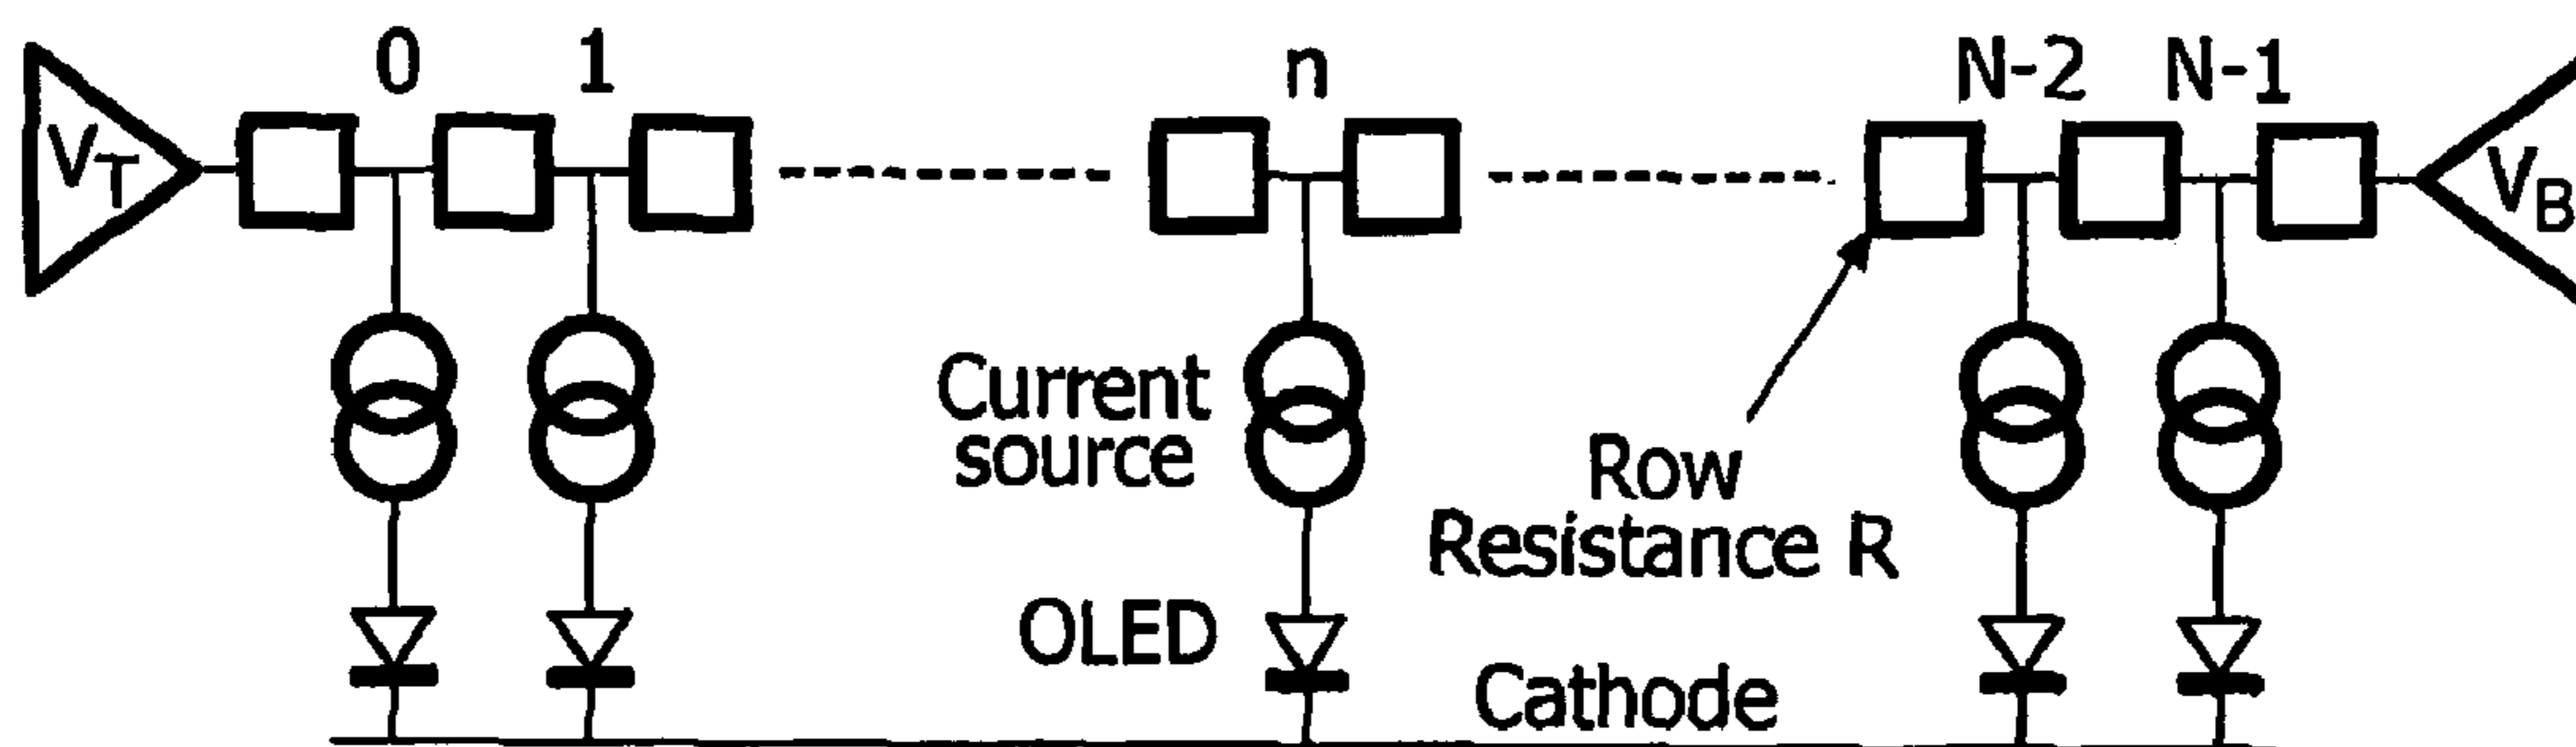 0 1 n N-2 N-1
V_T V_B
Current
source
Row
Resistance R
OLED
Cathode